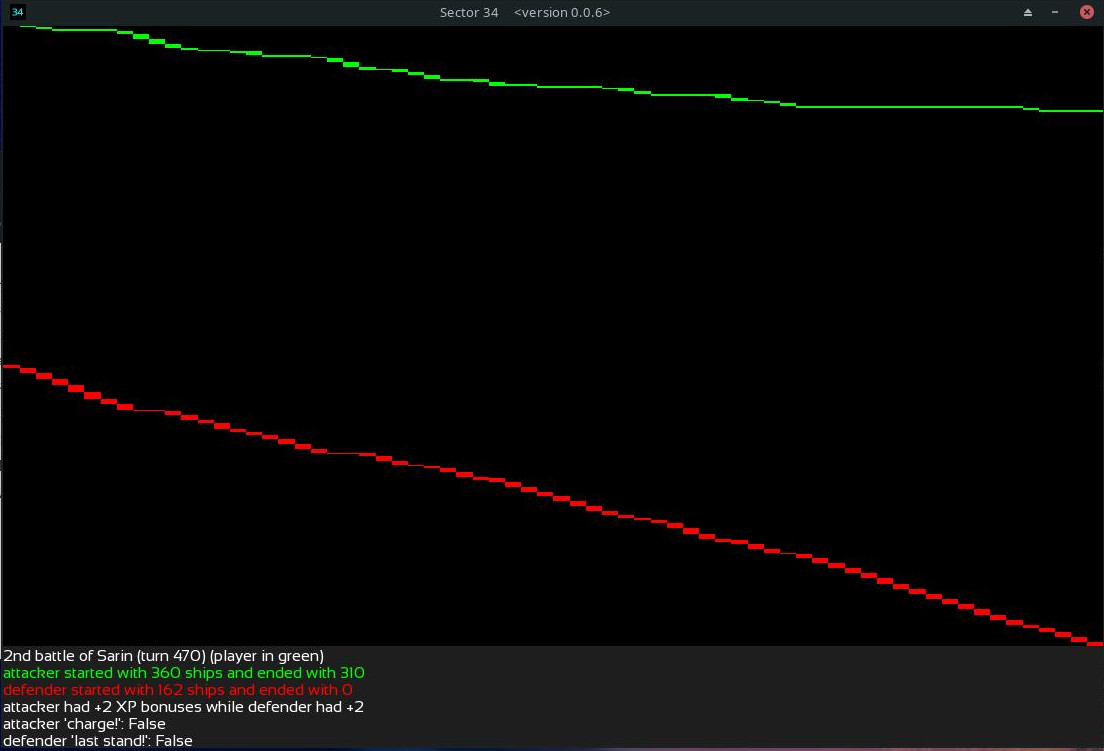 34 Sector 34 <version 0.0.6>
2nd battle of Sarin (turn 470) (player in green)
attacker started with 360 ships and ended with 310
defender started with 162 ships and ended with 0
attacker had +2 XP bonuses while defender had +2
attacker 'charge!': False
defender 'last stand!': False